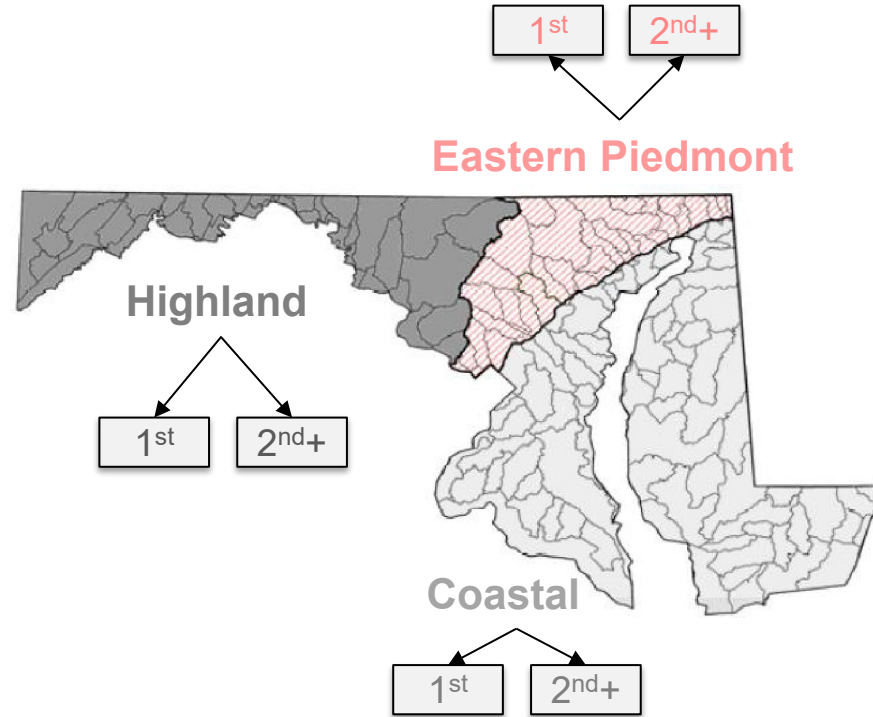 1st 2nd+
Eastern Piedmont
Highland
1st 2nd+
Coastal
1st 2nd+